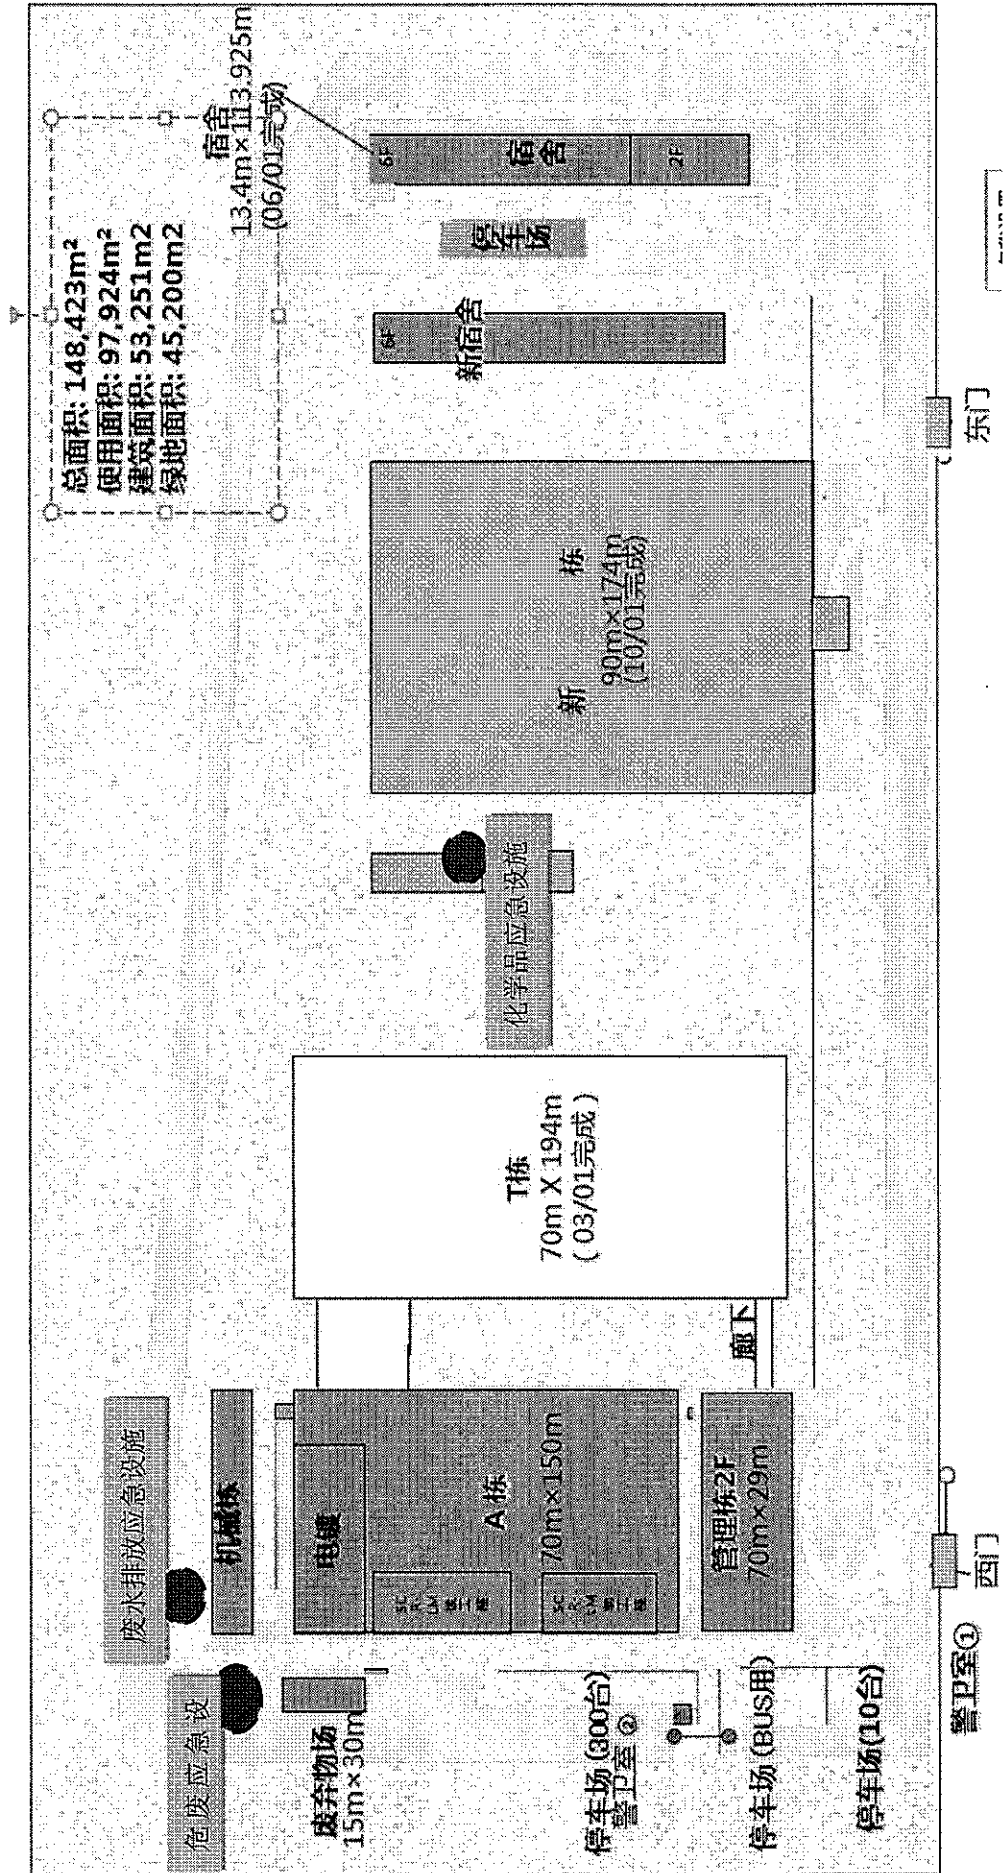 总面积: 148,423m²
使用面积: 97,924m²
建筑面积: 53,251m2
绿地面积: 45,200m2
宿舍
13.4m×113.925m
(06/01完成)
6F
宿舍
2F
停车场
6F
新宿舍
新 栋
90m×174m
(10/01完成)
东门
化学品应急设施
T栋
70m X 194m
( 03/01完成 )
廊下
废水排放应急设施
机械栋
电镀
A 栋
70m×150m
管理栋2F
70m×29m
危 废 应 急 设
废弃物场
15m×30m
停车场 (300台)
警卫室②
停车场 (BUS用)
停车场(10台)
西门
警卫室①